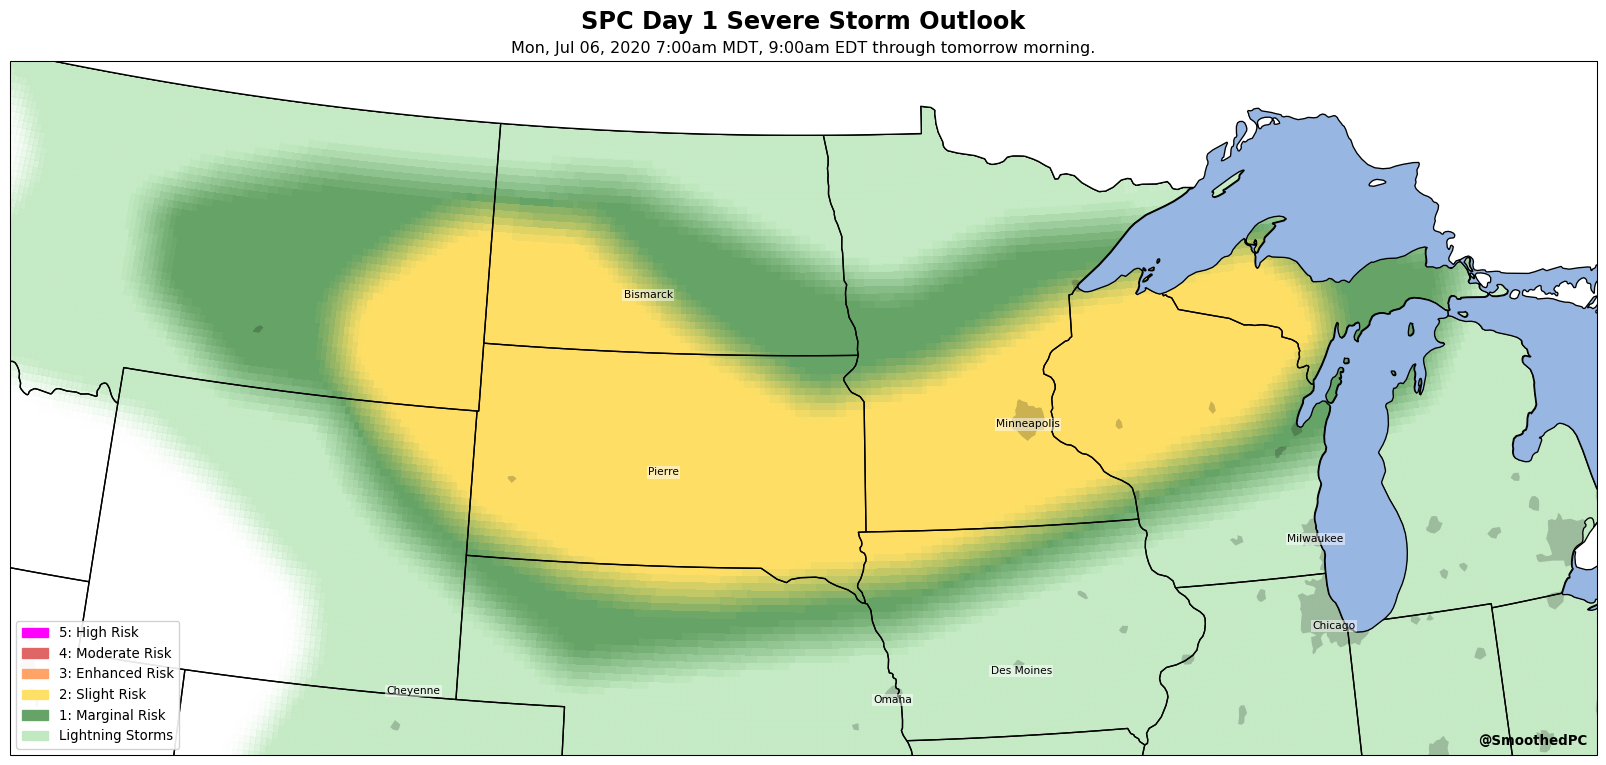 SPC Day 1 Severe Storm Outlook
Mon, Jul 06, 2020 7:00am MDT, 9:00am EDT through tomorrow morning.
Bismarck
Minneapolis
Pierre
Milwaukee
Chicago
Des Moines
Cheyenne
Omaha
5: High Risk
4: Moderate Risk
3: Enhanced Risk
2: Slight Risk
1: Marginal Risk
Lightning Storms
@SmoothedPC